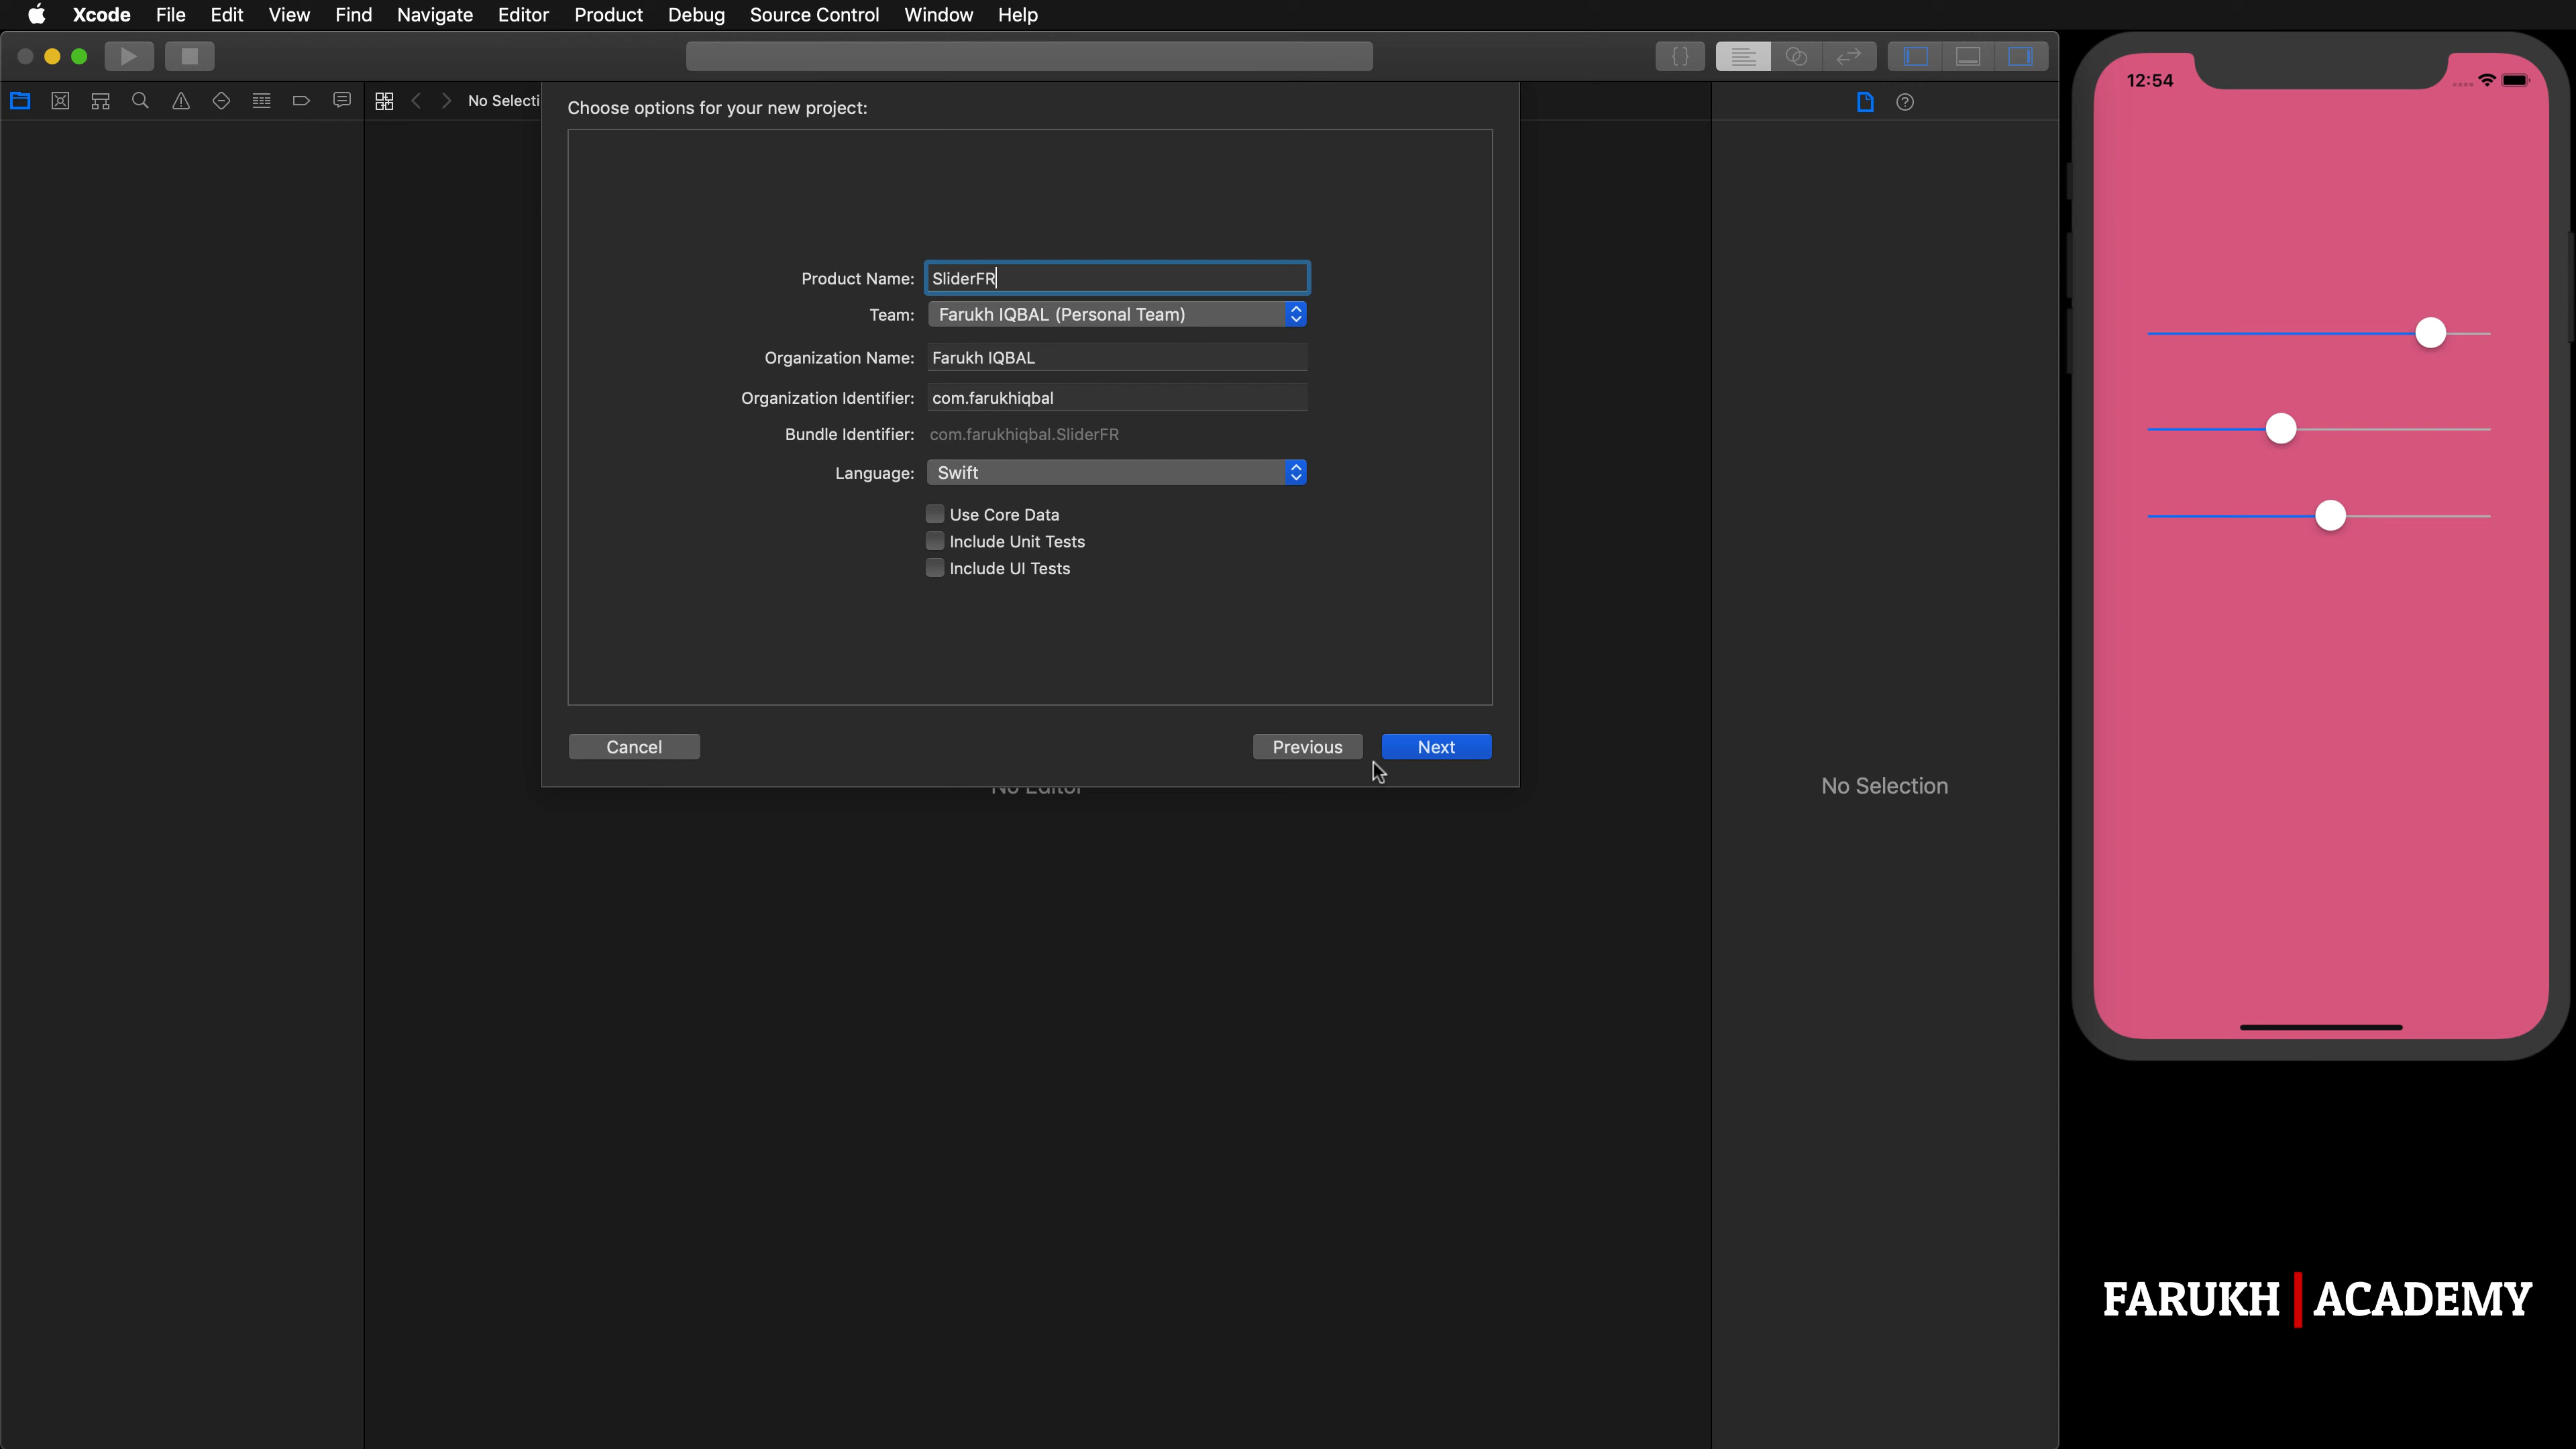 Xcode File Edit View Find Navigate Editor Product Debug Source Control Window Help
No Selecti
Choose options for your new project:
Product Name: SliderFR
Team: Farukh IQBAL (Personal Team)
Organization Name: Farukh IQBAL
Organization Identifier: com.farukhiqbal
Bundle Identifier: com.farukhiqbal.SliderFR
Language: Swift
Use Core Data
Include Unit Tests
Include UI Tests
Cancel Previous Next
No Editor
No Selection
12:54
FARUKH | ACADEMY